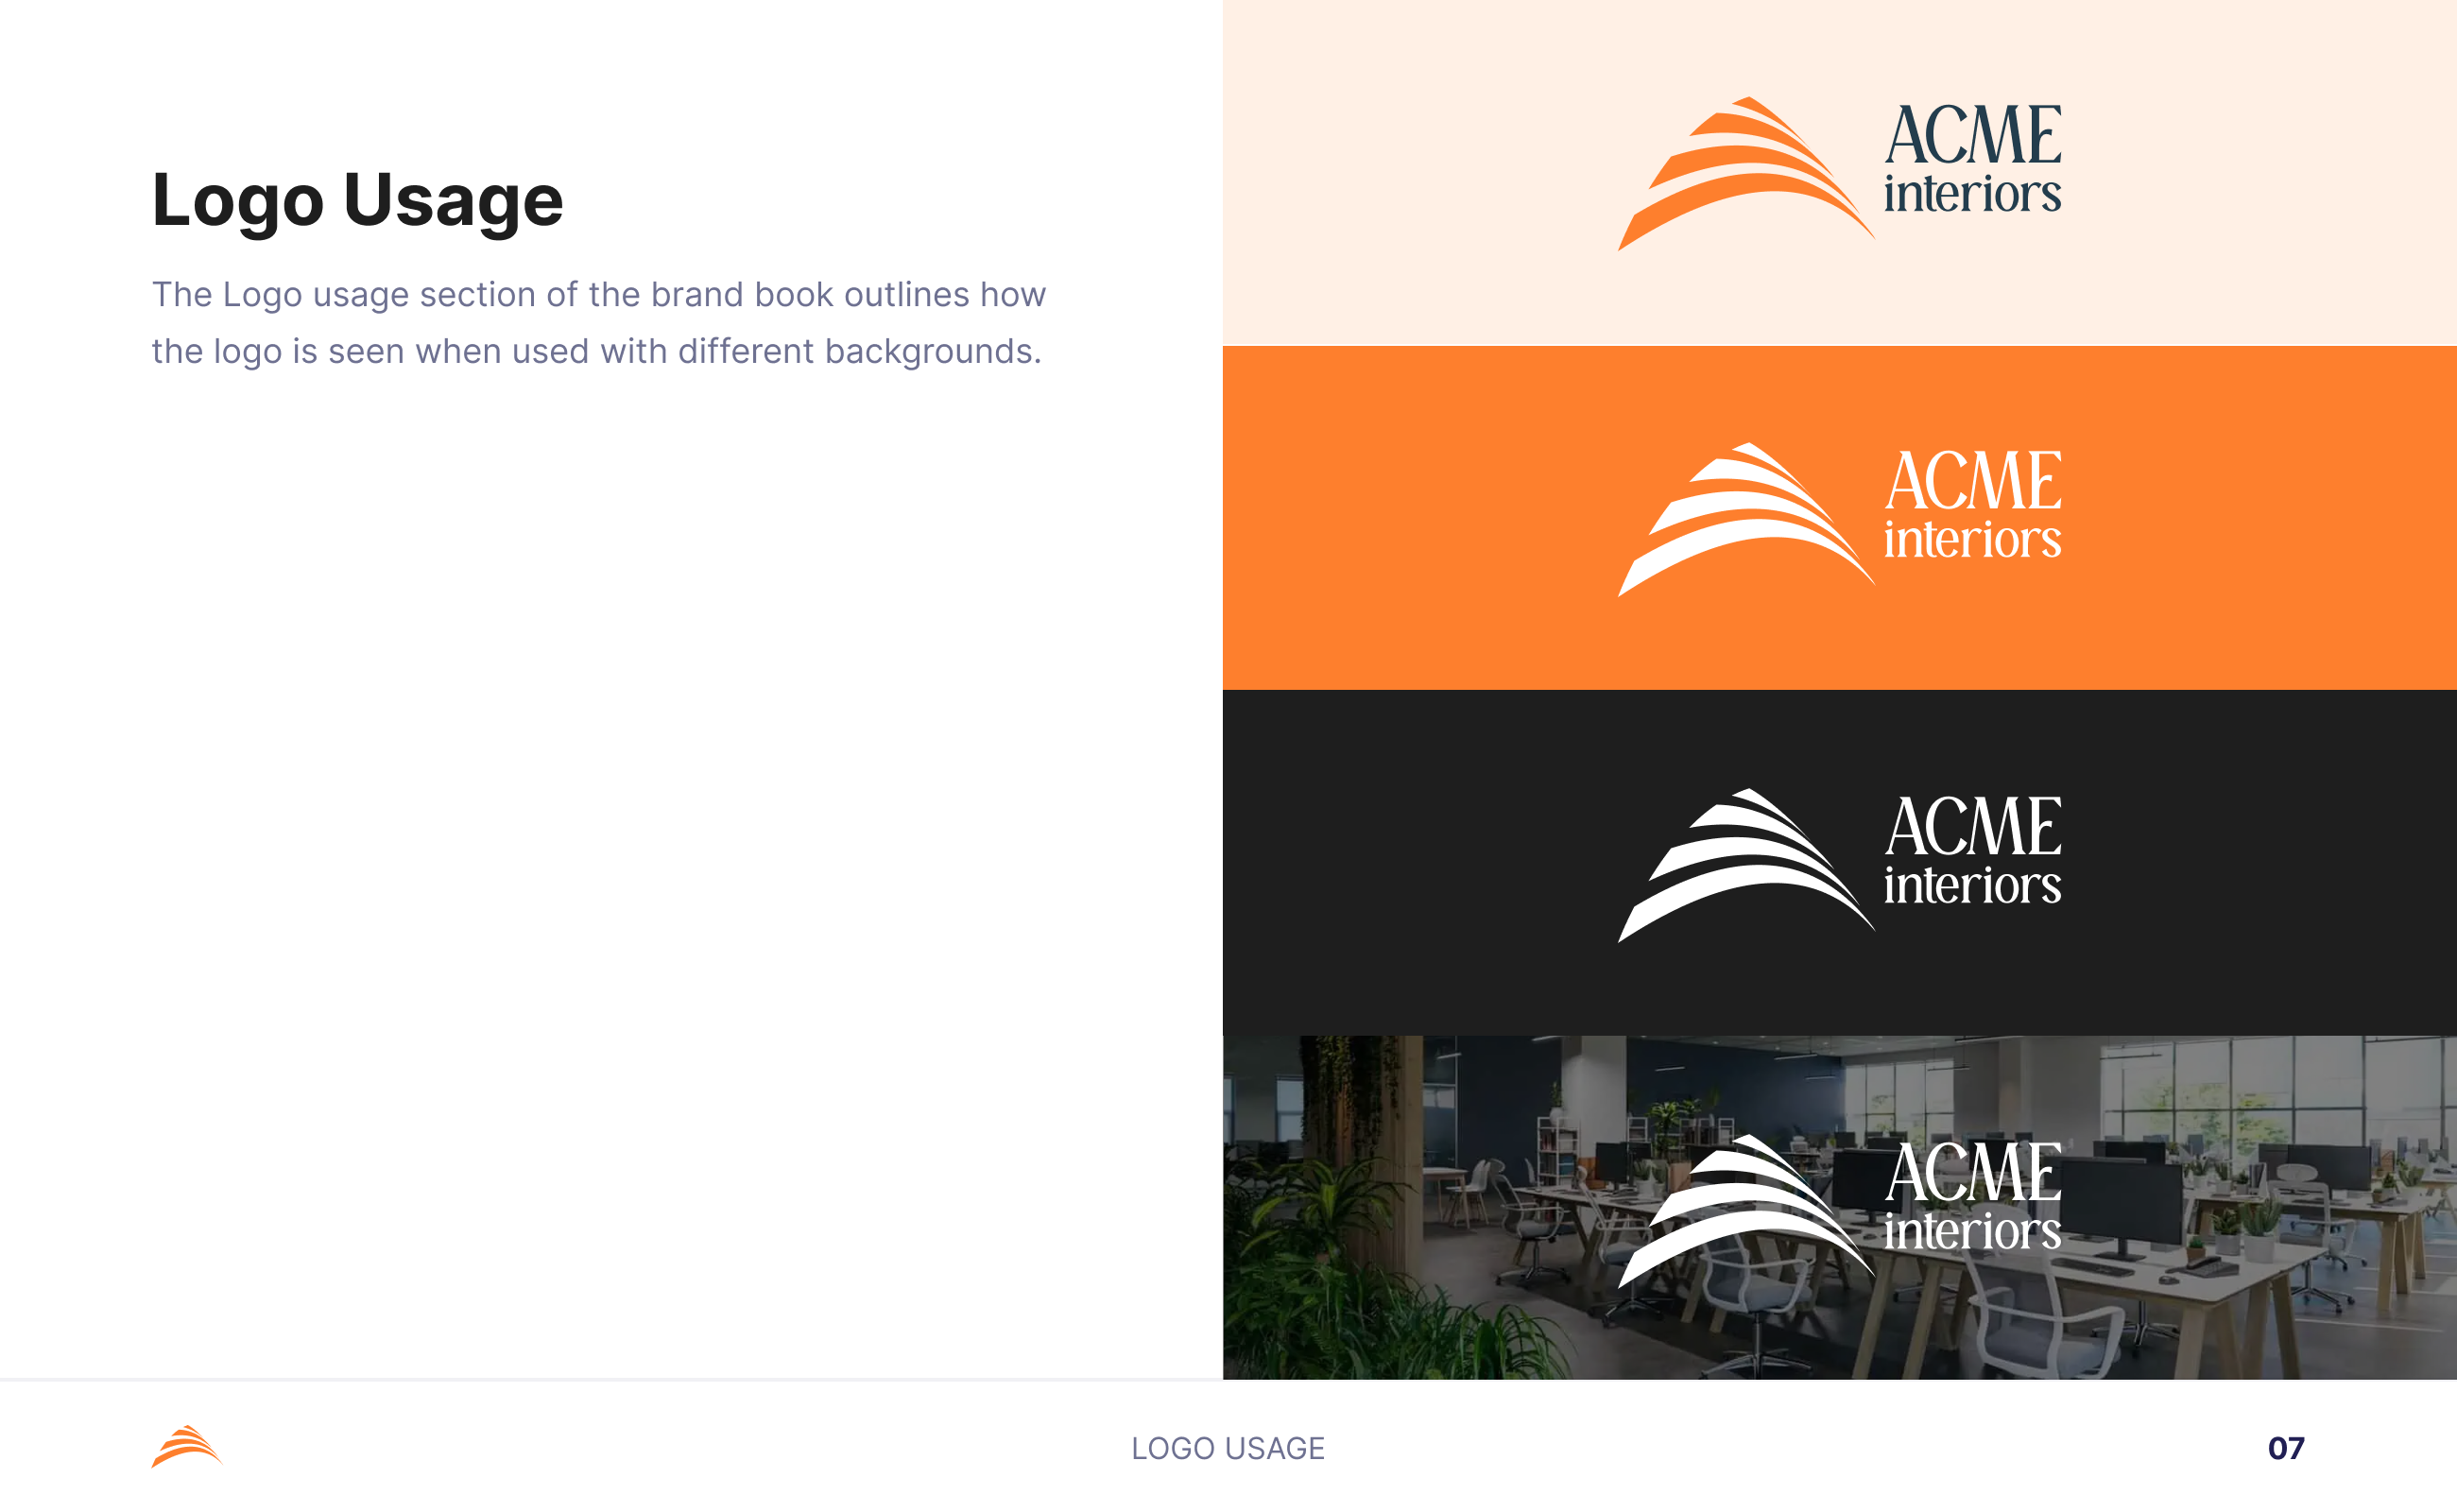 Logo Usage
The Logo usage section of the brand book outlines how
the logo is seen when used with different backgrounds.
ACME
interiors
ACME
interiors
ACME
interiors
ACME
interiors
LOGO USAGE
07